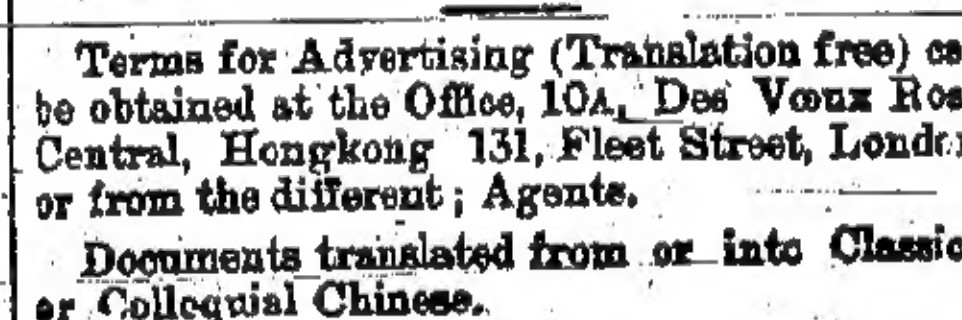 Terms for Advertising (Translation free) ca
be obtained at the Office, 10A, Des Vœux Roa
Central, Hongkong 131, Fleet Street, London
or from the different ; Agents.
Documents translated from or into Classic
or Colloquial Chinese.